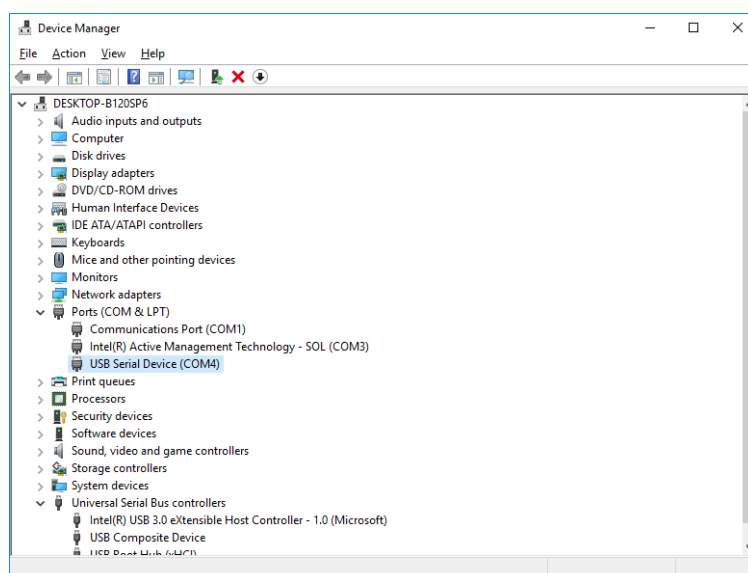 Device Manager
File Action View Help
DESKTOP-B120SP6
Audio inputs and outputs
Computer
Disk drives
Display adapters
DVD/CD-ROM drives
Human Interface Devices
IDE ATA/ATAPI controllers
Keyboards
Mice and other pointing devices
Monitors
Network adapters
Ports (COM & LPT)
Communications Port (COM1)
Intel(R) Active Management Technology - SOL (COM3)
USB Serial Device (COM4)
Print queues
Processors
Security devices
Software devices
Sound, video and game controllers
Storage controllers
System devices
Universal Serial Bus controllers
Intel(R) USB 3.0 eXtensible Host Controller - 1.0 (Microsoft)
USB Composite Device
USB Root Hub (xHCI)